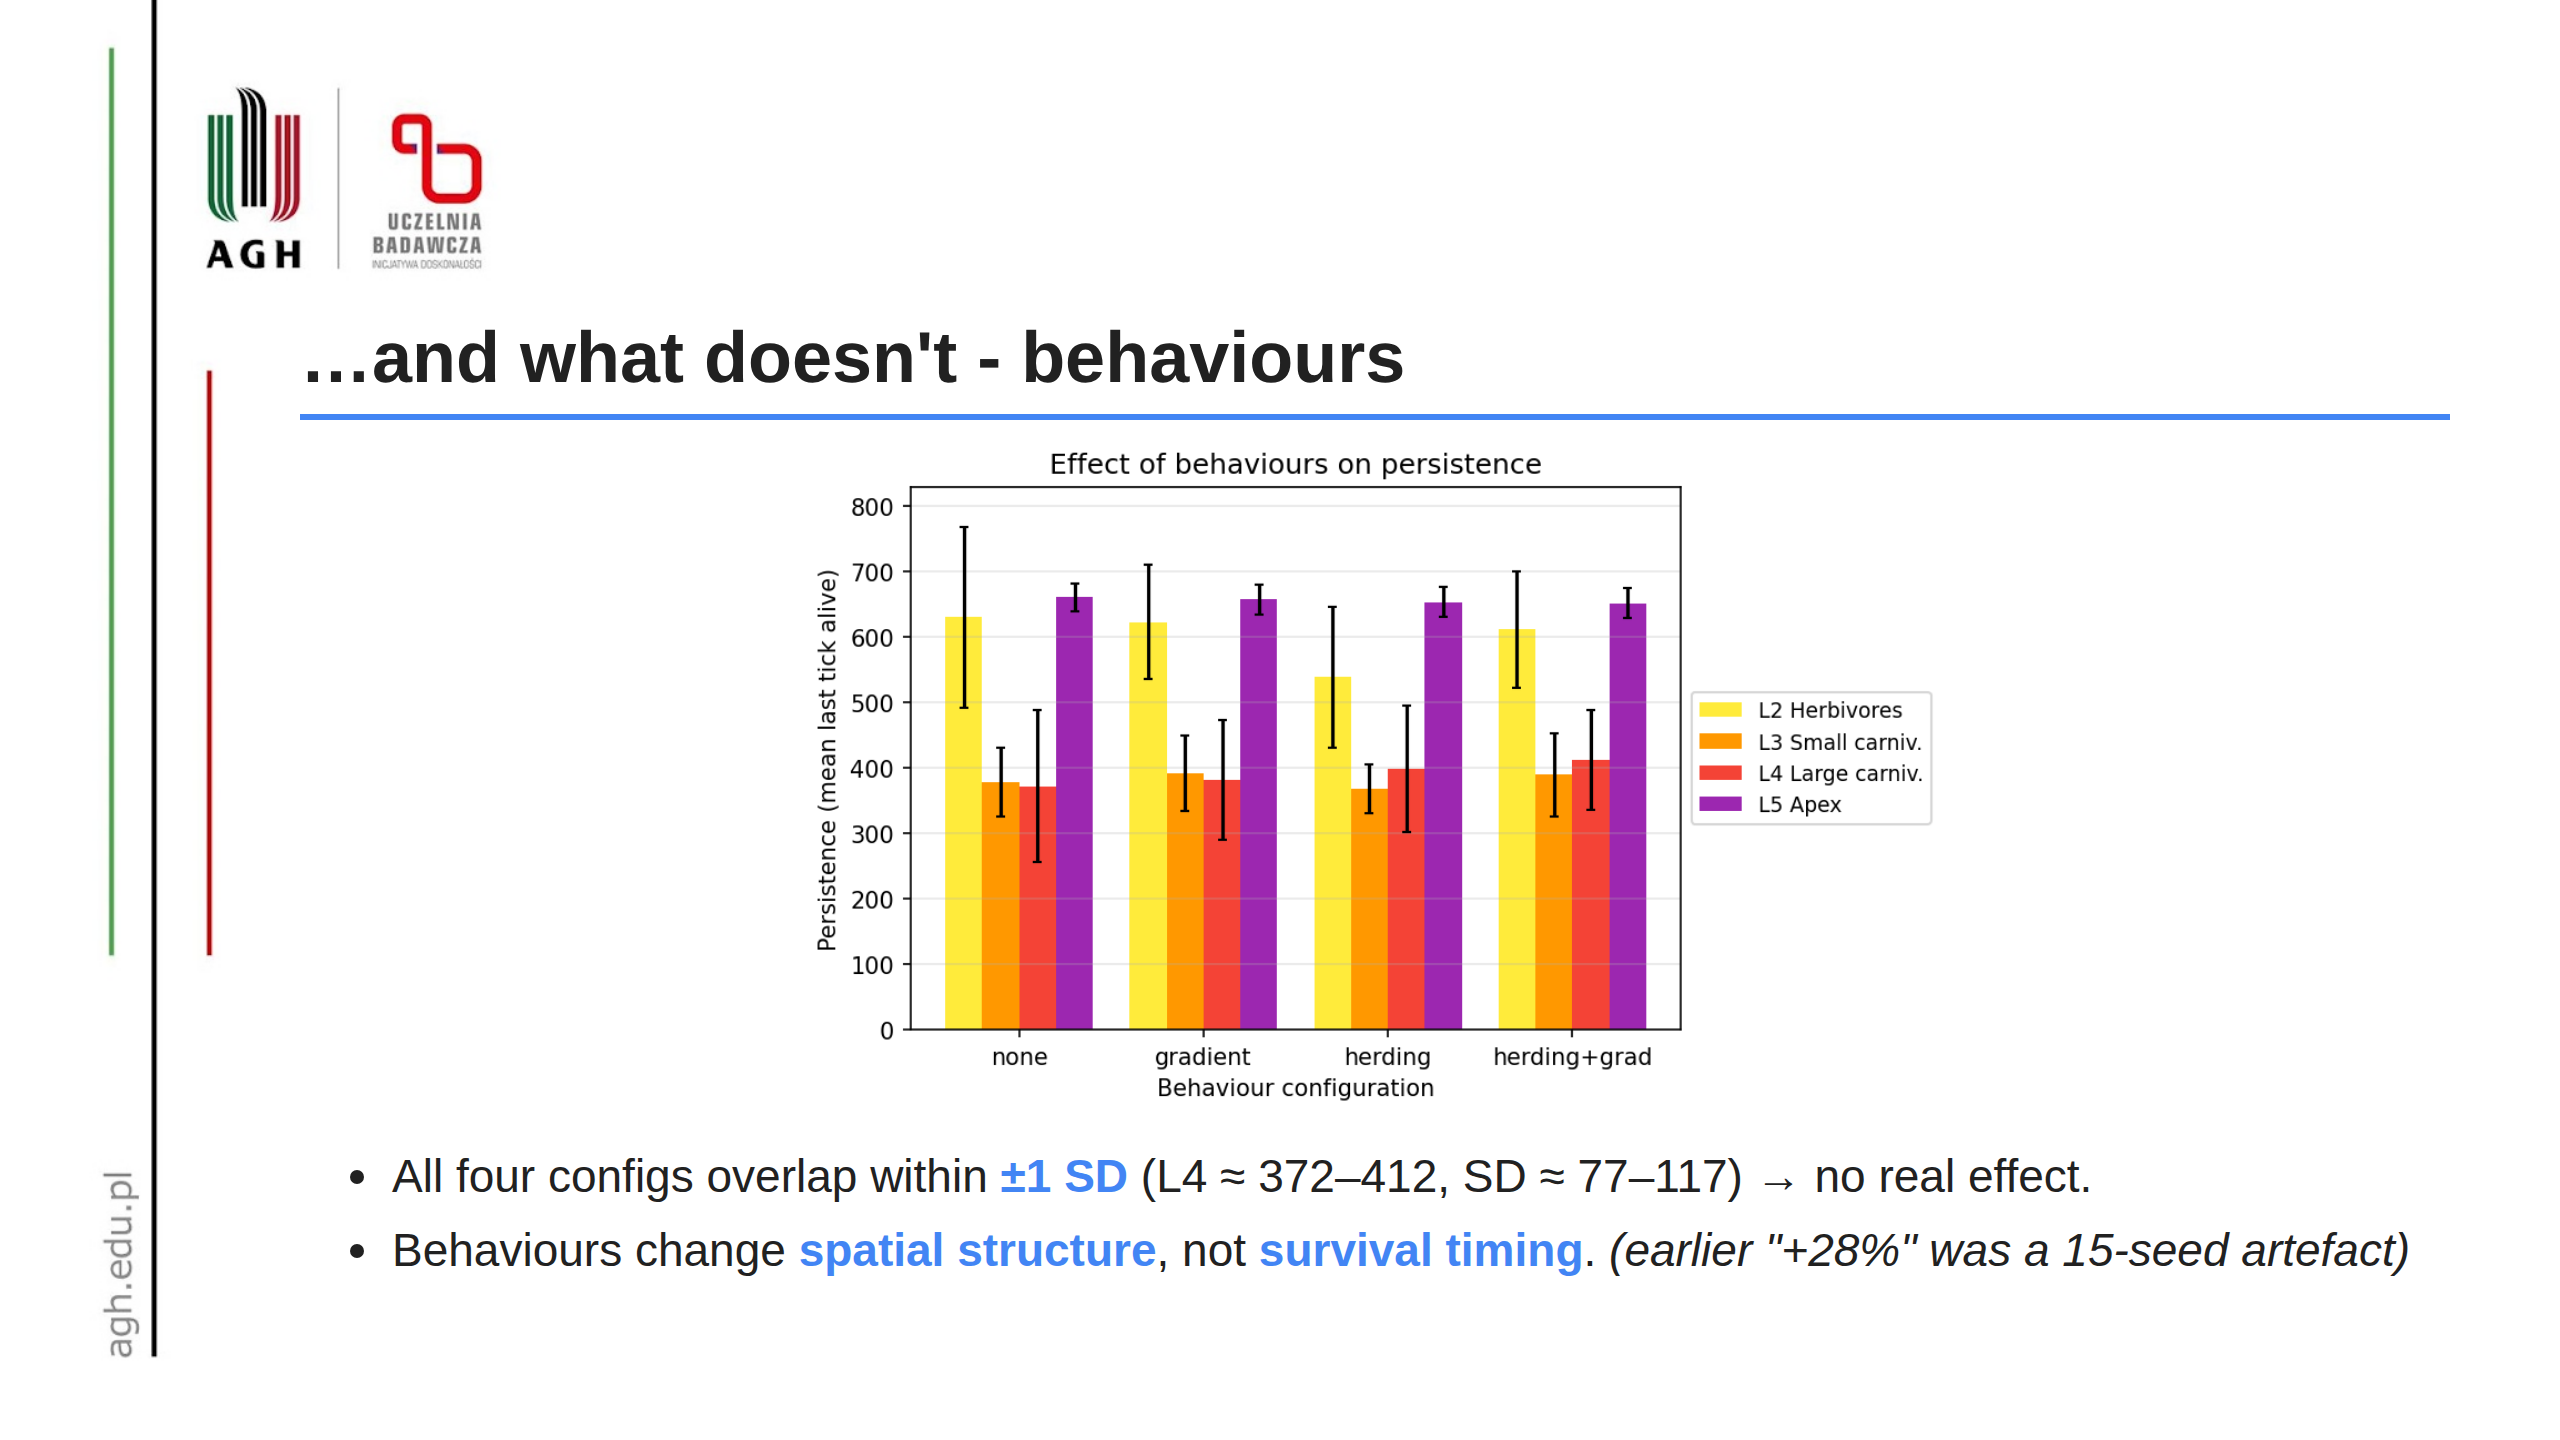 AGH
UCZELNIA
BADAWCZA
INICJATYWA DOSKONAŁOŚCI
…and what doesn't - behaviours
Effect of behaviours on persistence
Persistence (mean last tick alive)
800
700
600
500
400
300
200
100
0
none gradient herding herding+grad
Behaviour configuration
L2 Herbivores
L3 Small carniv.
L4 Large carniv.
L5 Apex
• All four configs overlap within ±1 SD (L4 ≈ 372–412, SD ≈ 77–117) → no real effect.
• Behaviours change spatial structure, not survival timing. (earlier "+28%" was a 15-seed artefact)
agh.edu.pl